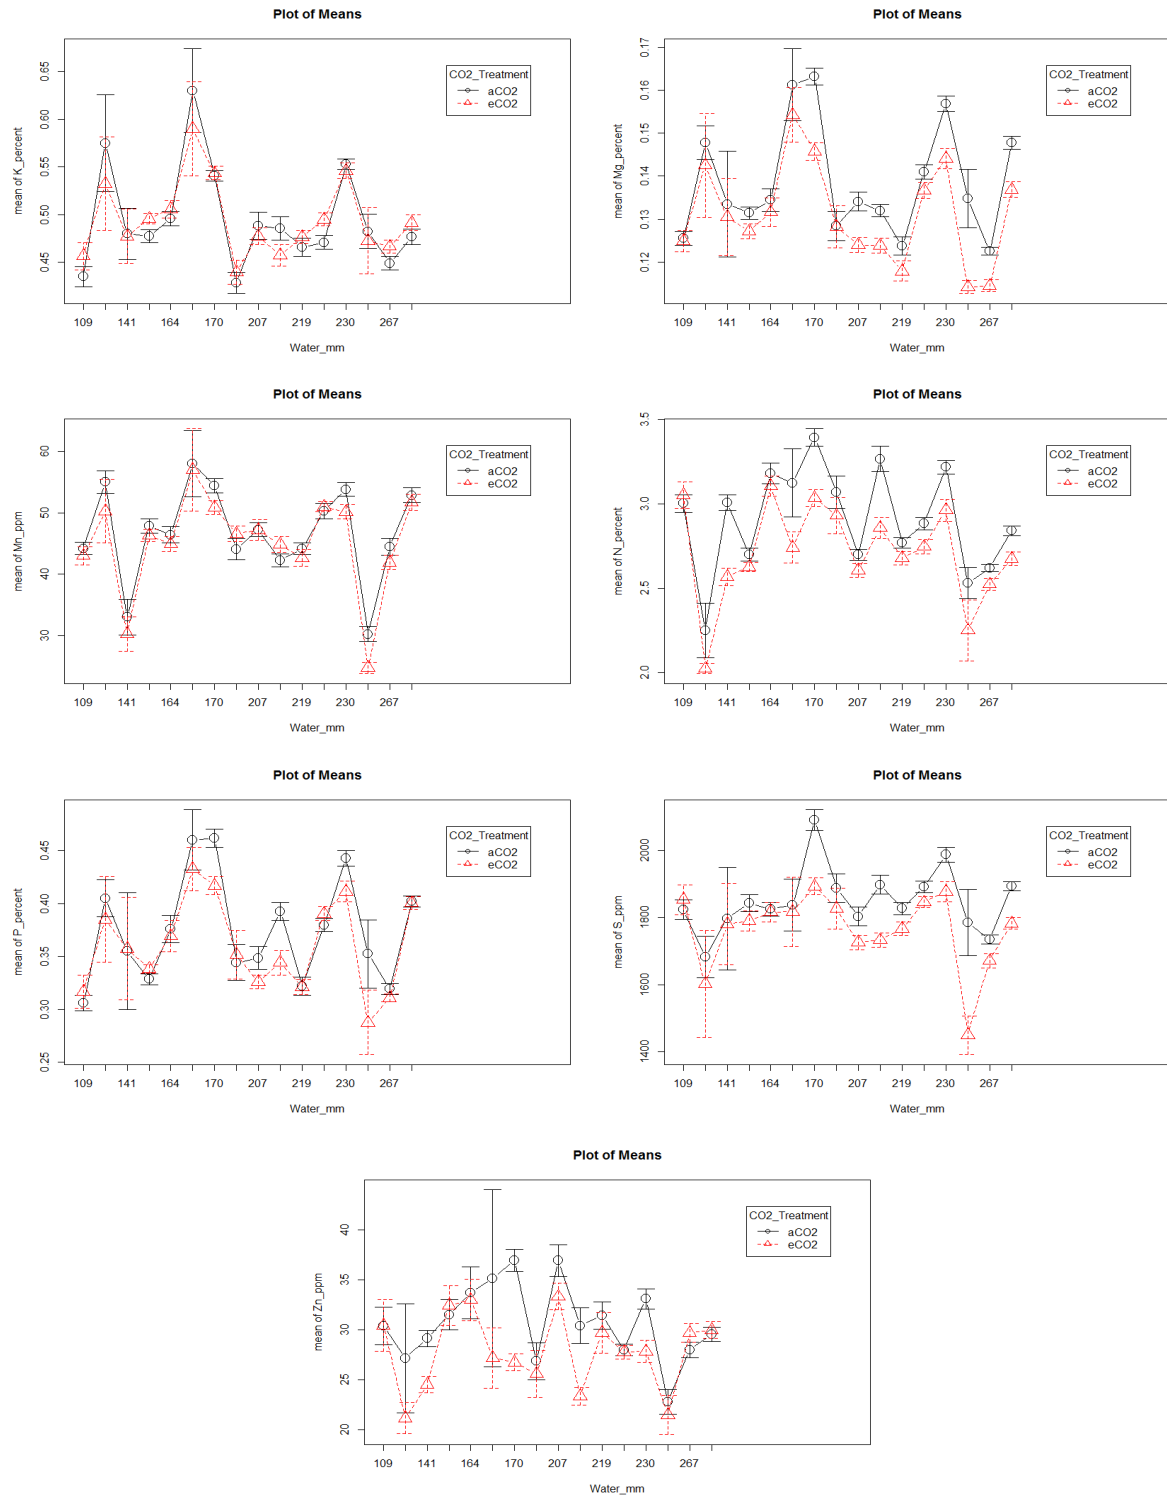 Plot of Means
mean of K_percent
0.45 0.50 0.55 0.60 0.65
CO2_Treatment
aCO2
eCO2
109 141 164 170 207 219 230 267
Water_mm
Plot of Means
mean of Mg_percent
0.12 0.13 0.14 0.15 0.16 0.17
CO2_Treatment
aCO2
eCO2
109 141 164 170 207 219 230 267
Water_mm
Plot of Means
mean of Mn_ppm
30 40 50 60
CO2_Treatment
aCO2
eCO2
109 141 164 170 207 219 230 267
Water_mm
Plot of Means
mean of N_percent
2.0 2.5 3.0 3.5
CO2_Treatment
aCO2
eCO2
109 141 164 170 207 219 230 267
Water_mm
Plot of Means
mean of P_percent
0.25 0.30 0.35 0.40 0.45
CO2_Treatment
aCO2
eCO2
109 141 164 170 207 219 230 267
Water_mm
Plot of Means
mean of S_ppm
1400 1600 1800 2000
CO2_Treatment
aCO2
eCO2
109 141 164 170 207 219 230 267
Water_mm
Plot of Means
mean of Zn_ppm
20 25 30 35 40
CO2_Treatment
aCO2
eCO2
109 141 164 170 207 219 230 267
Water_mm